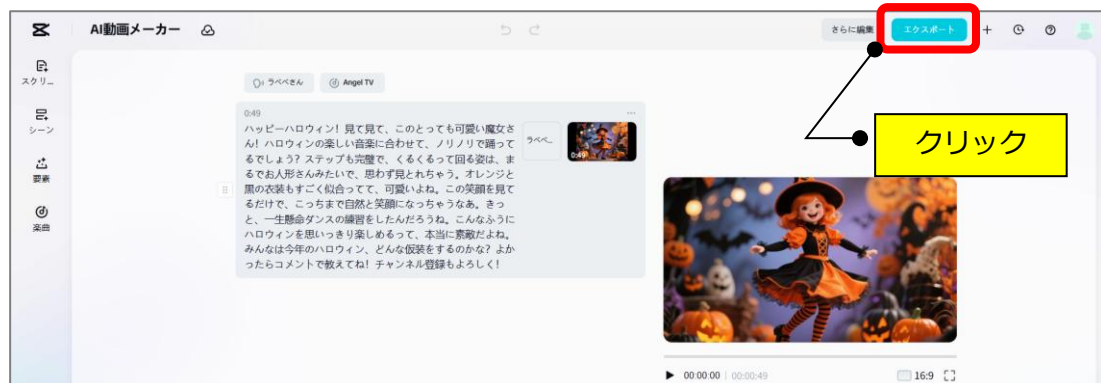 AI動画メーカー
さらに編集
エクスポート
スクリ...
シーン
要素
楽曲
ラベベさん
Angel TV
クリック
0:49
ハッピーハロウィン！見て見て、このとっても可愛い魔女さ
ん！ハロウィンの楽しい音楽に合わせて、ノリノリで踊って
るでしょう？ステップも完璧で、くるくるって回る姿は、ま
るでお人形さんみたいで、思わず見とれちゃう。オレンジと
黒の衣装もすごく似合ってて、可愛いよね。この笑顔を見て
るだけで、こっちまで自然と笑顔になっちゃうなあ。きっ
と、一生懸命ダンスの練習をしたんだろうね。こんなふうに
ハロウィンを思いっきり楽しめるって、本当に素敵だよね。
みんなは今年のハロウィン、どんな仮装をするのかな？よか
ったらコメントで教えてね！チャンネル登録もよろしく！
ラベベ...
0:49
00:00:00 | 00:00:49
16:9